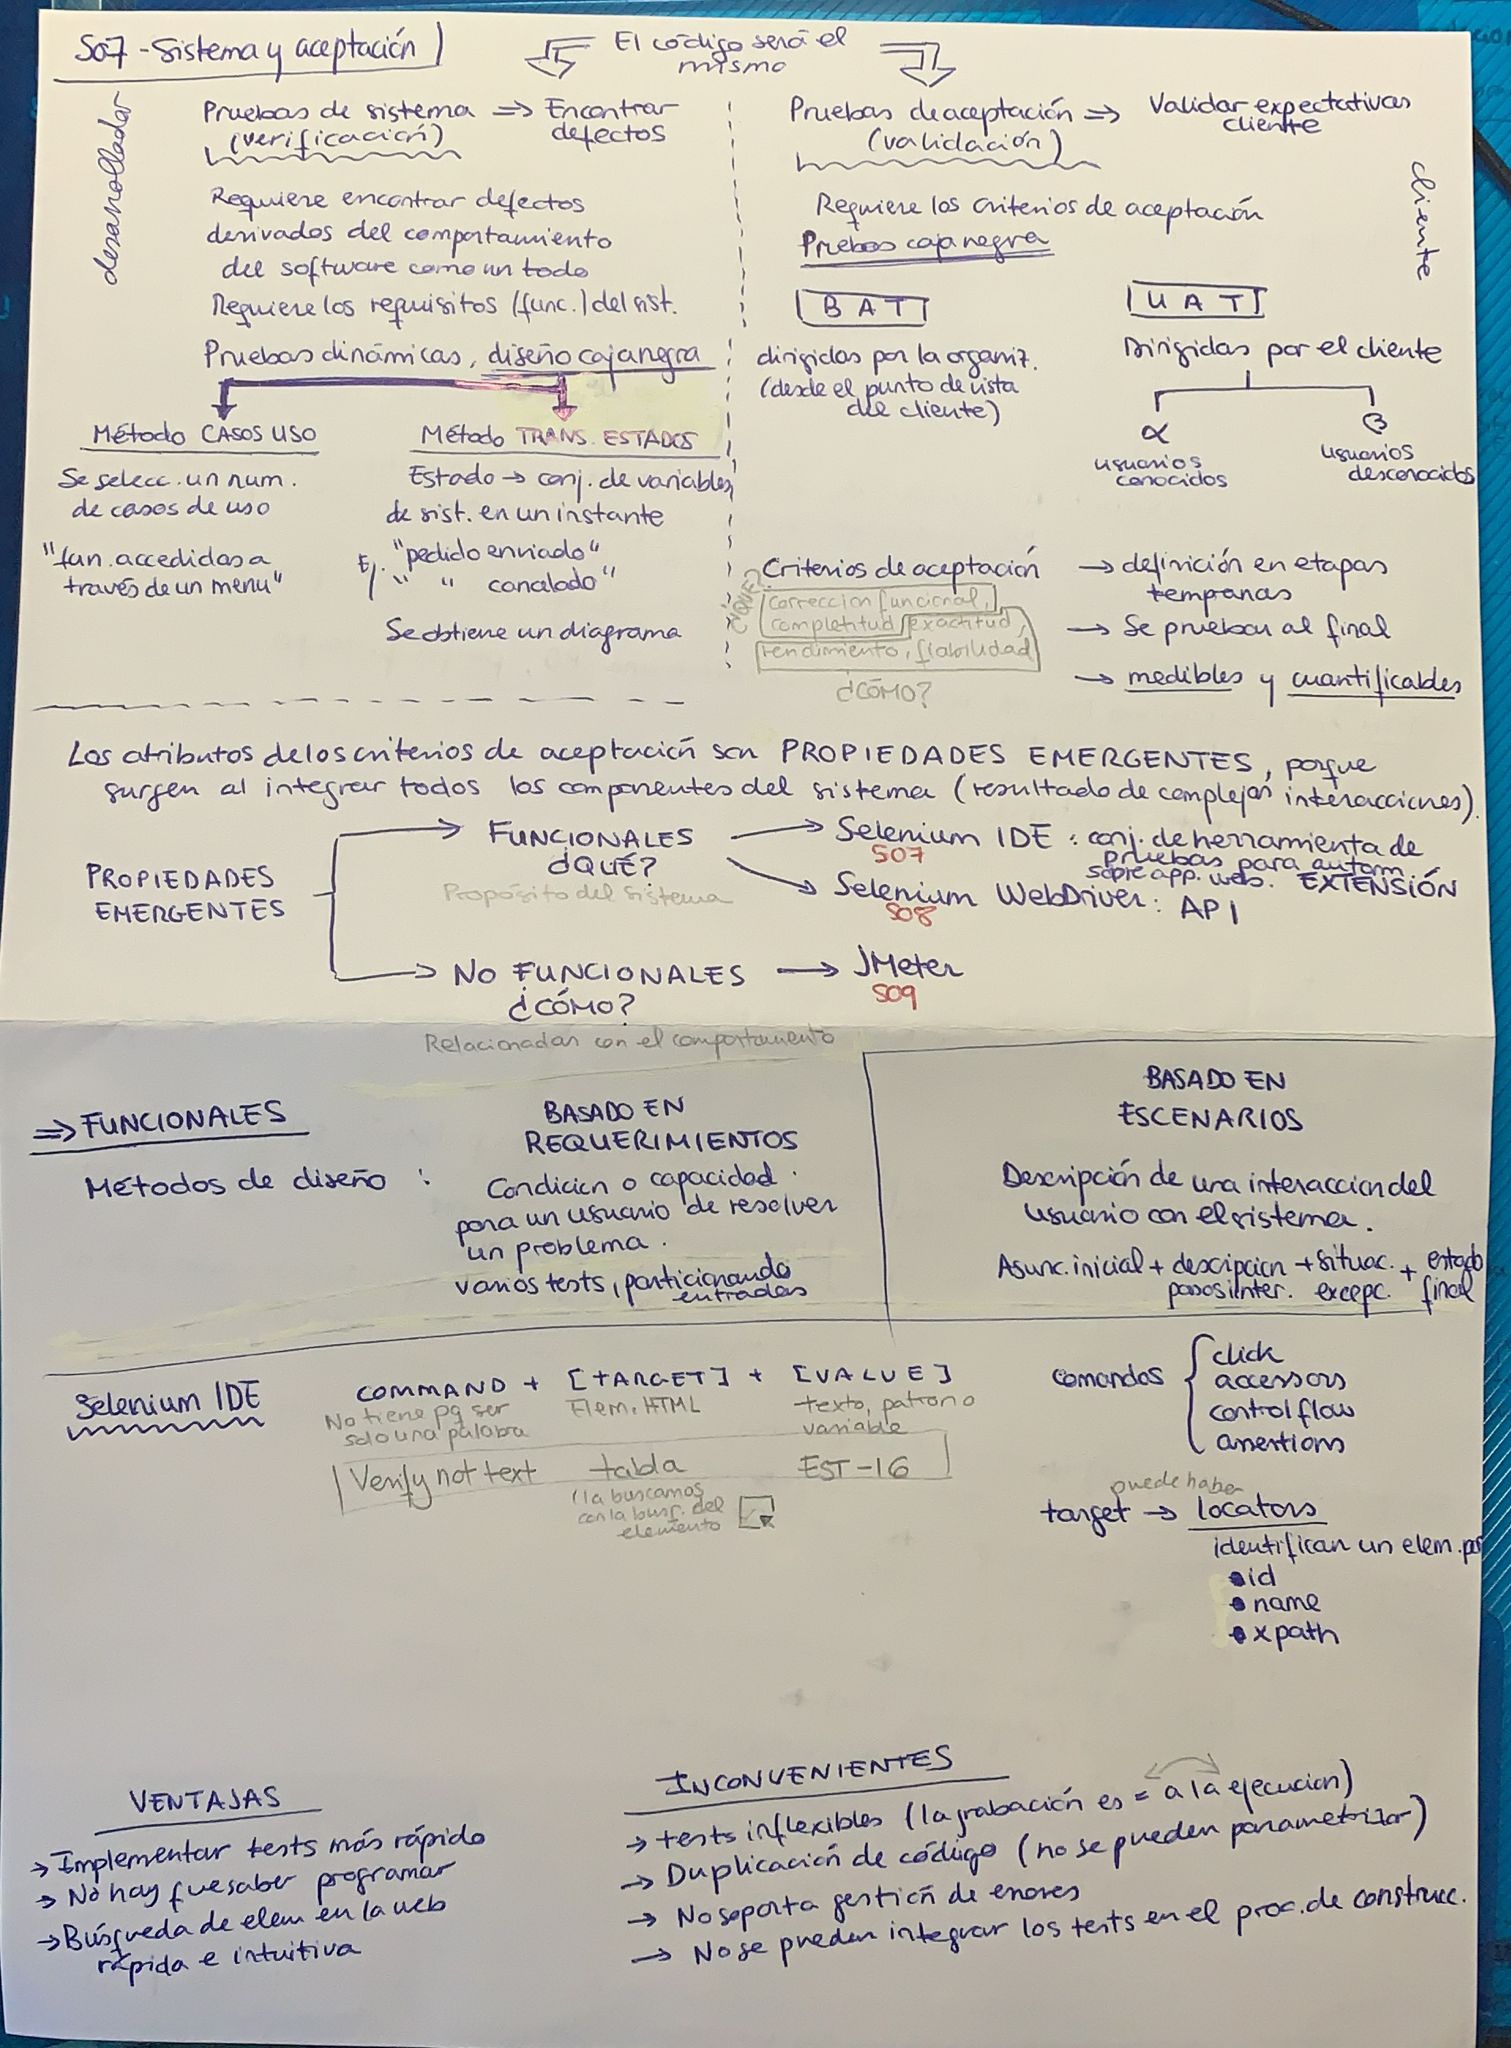 S07 - Sistema y aceptación
El código será el
mismo
desarrollador
Pruebas de sistema => Encontrar
(verificación) defectos
Requiere encontrar defectos
derivados del comportamiento
del software como un todo
Requiere los requisitos (func.) del sist.
Pruebas dinámicas, diseño caja negra
Método CASOS USO
Se selecc. un num.
de casos de uso
"fun. accedidas a
través de un menu"
Método TRANS. ESTADOS
Estado → conj. de variables
de sist. en un instante
Ej. "pedido enviado"
" " cancelado"
Se obtiene un diagrama
Pruebas de aceptación => Validar expectativas
(validación) cliente
cliente
Requiere los criterios de aceptación
Pruebas caja negra
BAT
dirigidas por la organiz.
(desde el punto de vista
del cliente)
UAT
Dirigidas por el cliente
α
usuarios
conocidos
β
usuarios
desconocidos
Criterios de aceptación
¿QUÉ?
correccion funcional,
completitud, exactitud,
rendimiento, fiabilidad
¿CÓMO?
→ definición en etapas
tempranas
→ Se prueban al final
→ medibles y cuantificables
Los atributos de los criterios de aceptación son PROPIEDADES EMERGENTES, porque
surgen al integrar todos los componentes del sistema (resultado de complejas interacciones).
PROPIEDADES
EMERGENTES
→ FUNCIONALES
¿QUÉ?
Propósito del sistema
→ Selenium IDE : conj. de herramienta de
S07
pruebas para autom
sobre app. web. EXTENSIÓN
→ Selenium WebDriver : API
S08
→ NO FUNCIONALES → JMeter
¿CÓMO? S09
Relacionadas con el comportamiento
=> FUNCIONALES
Métodos de diseño :
BASADO EN
REQUERIMIENTOS
Condición o capacidad
para un usuario de resolver
un problema.
varios tests, particionando
entradas
BASADO EN
ESCENARIOS
Descripción de una interaccion del
usuario con el sistema.
Asunc. inicial + descripción + situac. + estado
pasos inter. excepc. final
Selenium IDE
COMMAND + [TARGET] + [VALUE]
No tiene pq ser
solo una palabra
Elem. HTML
texto, patrón o
variable
Verify not text tabla EST-16
(la buscamos
con la busq. del
elemento
comandos
click
accessors
control flow
assertions
puede haber
target → locators
identifican un elem. por
• id
• name
• xpath
VENTAJAS
→ Implementar tests más rápido
→ No hay que saber programar
→ Búsqueda de elem en la web
rápida e intuitiva
INCONVENIENTES
→ tests inflexibles (la grabación es = a la ejecucion)
→ Duplicación de código (no se pueden parametrizar)
→ No soporta gestión de errores
→ No se pueden integrar los tests en el proc. de construcc.